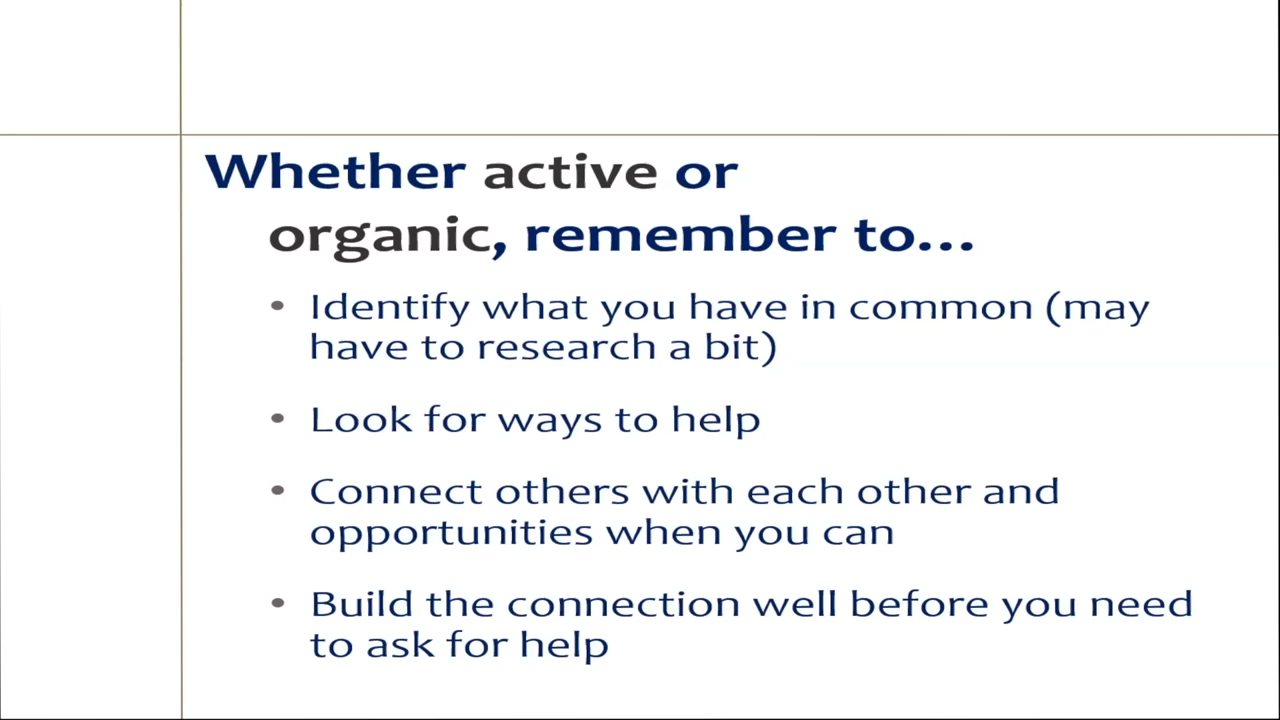 Whether active or
organic, remember to...
• Identify what you have in common (may
have to research a bit)
• Look for ways to help
• Connect others with each other and
opportunities when you can
• Build the connection well before you need
to ask for help